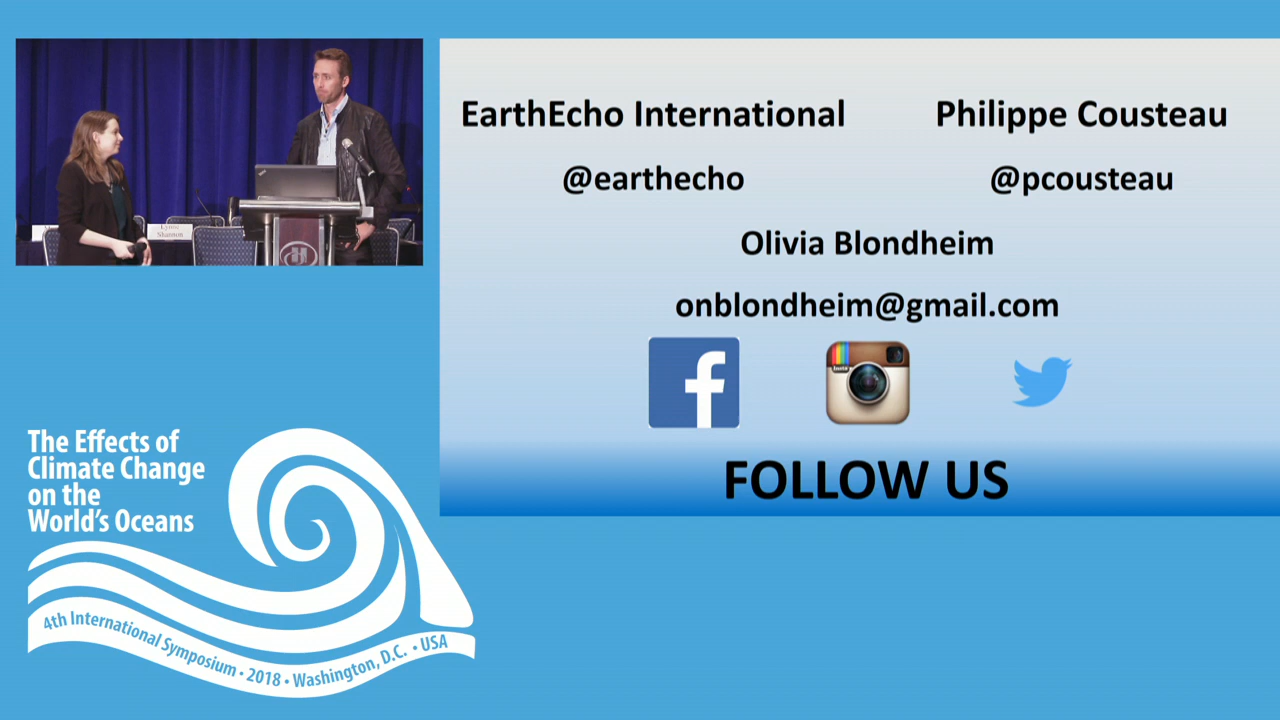 EarthEcho International
Philippe Cousteau
@earthecho
@pcousteau
Olivia Blondheim
onblondheim@gmail.com
FOLLOW US
Shannon
The Effects of
Climate Change
on the
World's Oceans
4th International Symposium • 2018 • Washington, D.C. • USA